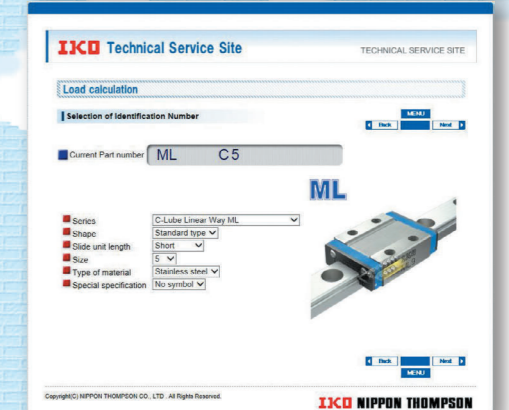 IKO Technical Service Site
TECHNICAL SERVICE SITE
Load calculation
Selection of Identification Number
MENU
Back Next
Current Part number ML C5
ML
Series C-Lube Linear Way ML
Shape Standard type
Slide unit length Short
Size 5
Type of material Stainless steel
Special specification No symbol
Back Next
MENU
Copyright(C) NIPPON THOMPSON CO., LTD . All Rights Reserved.
IKO NIPPON THOMPSON